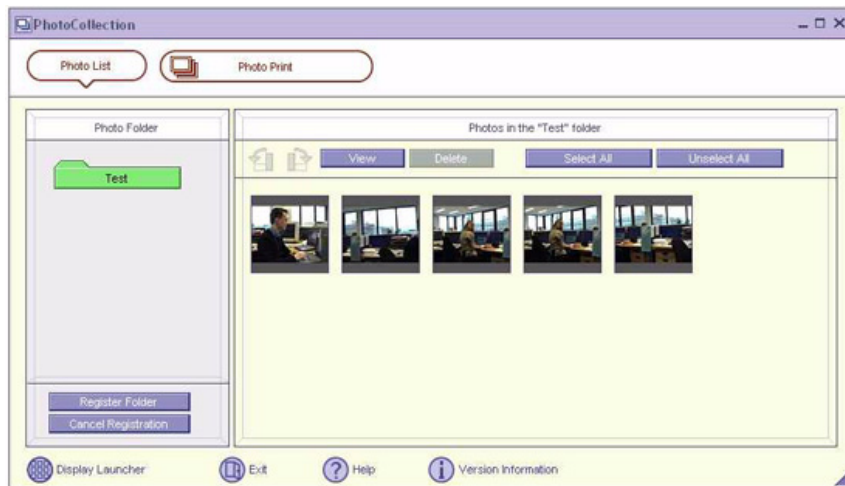 PhotoCollection
Photo List
Photo Print
Photo Folder
Photos in the "Test" folder
View
Delete
Select All
Unselect All
Test
Register Folder
Cancel Registration
Display Launcher
Exit
Help
Version Information